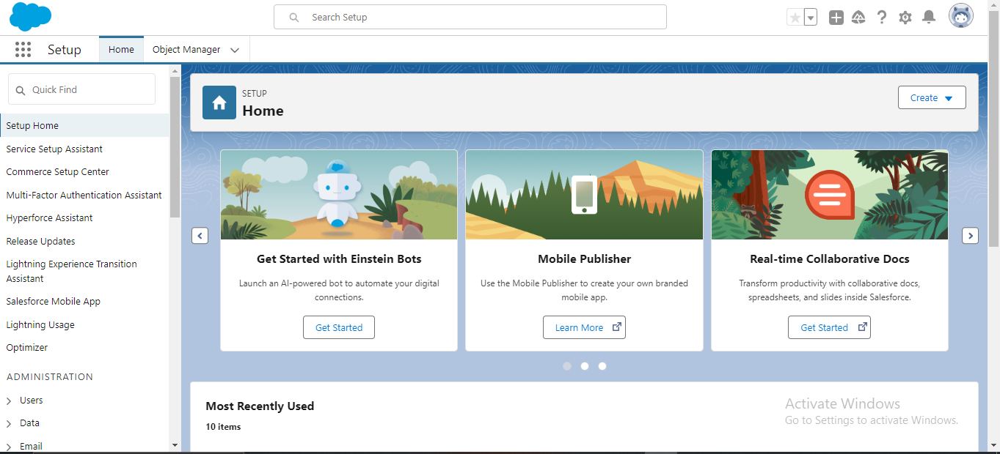 Search Setup
Setup
Home
Object Manager
Quick Find
Setup Home
Service Setup Assistant
Commerce Setup Center
Multi-Factor Authentication Assistant
Hyperforce Assistant
Release Updates
Lightning Experience Transition
Assistant
Salesforce Mobile App
Lightning Usage
Optimizer
ADMINISTRATION
Users
Data
Email
SETUP
Home
Create
Get Started with Einstein Bots
Launch an AI-powered bot to automate your digital
connections.
Get Started
Mobile Publisher
Use the Mobile Publisher to create your own branded
mobile app.
Learn More
Real-time Collaborative Docs
Transform productivity with collaborative docs,
spreadsheets, and slides inside Salesforce.
Get Started
Most Recently Used
10 items
Activate Windows
Go to Settings to activate Windows.